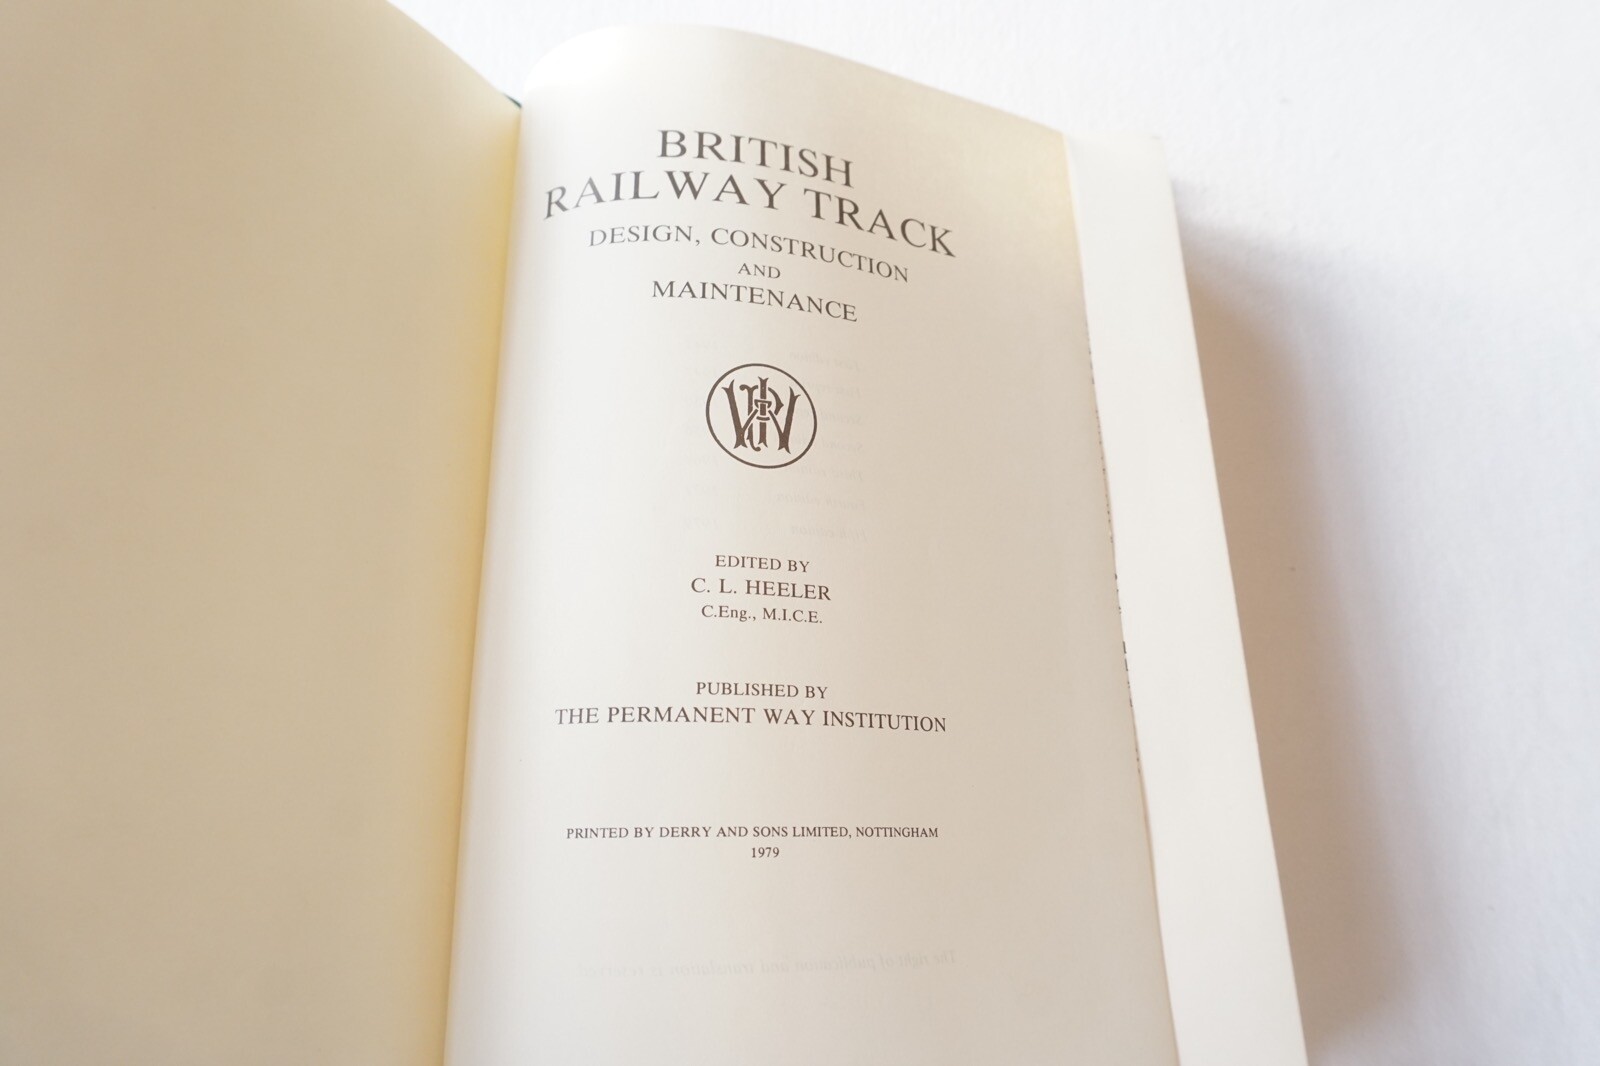 BRITISH
RAILWAY TRACK
DESIGN, CONSTRUCTION
AND
MAINTENANCE
EDITED BY
C. L. HEELER
C.Eng., M.I.C.E.
PUBLISHED BY
THE PERMANENT WAY INSTITUTION
PRINTED BY DERRY AND SONS LIMITED, NOTTINGHAM
1979